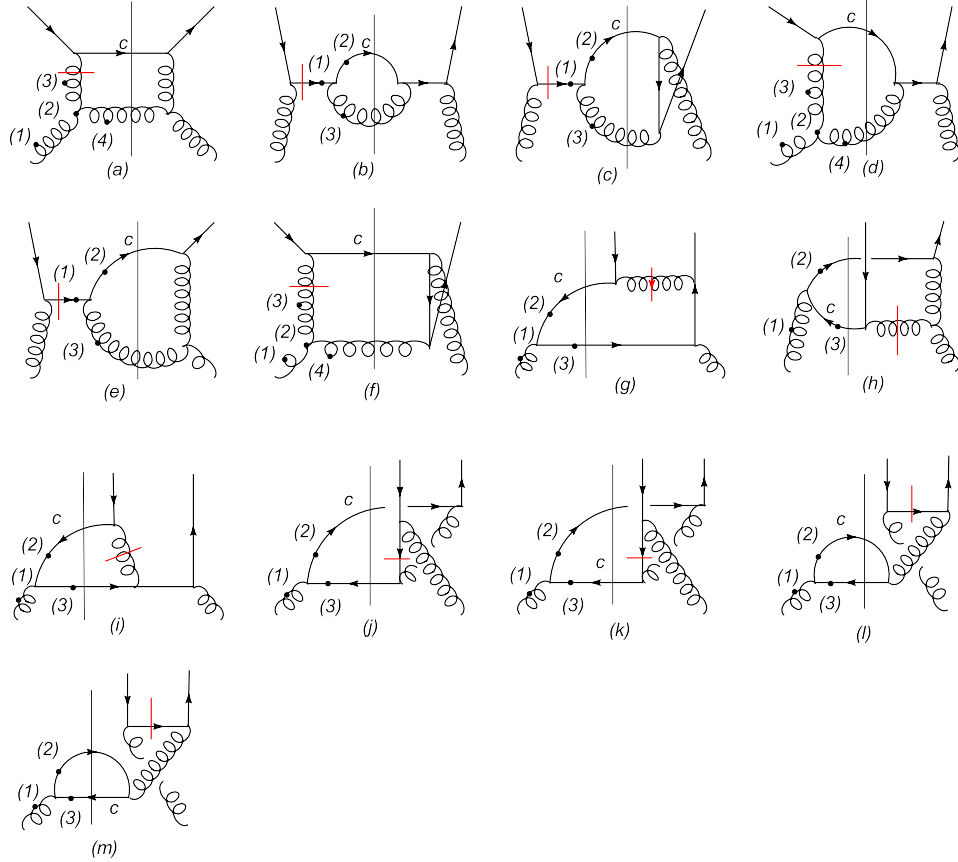 c (2) c c c
(1) (2)
(3) (1) (3)
(2) (3) (3) (2)
(1) (4) (1) (4)
(a) (b) (c) (d)
c c
(1) (2) c (2)
(3) (1)
(2) (3) (2)
(1) (4) (1) (3) (3)
(e) (f) (g) (h)
c c c
(2) (2) (2) (2)
(1) (1) c (1) c (1)
(3) (3) (3) (3)
(i) (j) (k) (l)
(2)
(1)
(3) c
(m)